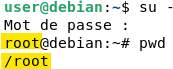 user@debian:~$ su -
Mot de passe :
root@debian:~# pwd
/root